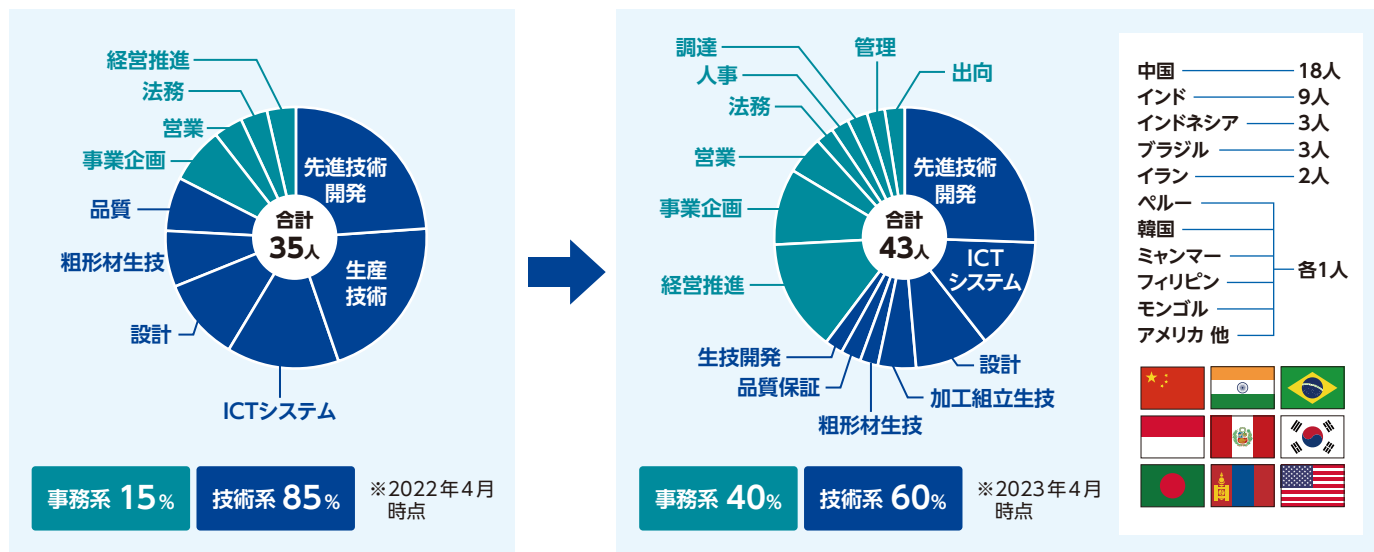 経営推進
法務
営業
事業企画
品質
粗形材生技
設計
ICTシステム
先進技術
開発
生産
技術
合計
35人
事務系 15%
技術系 85%
※2022年4月
時点
調達
人事
法務
営業
事業企画
経営推進
生技開発
品質保証
粗形材生技
加工組立生技
設計
管理
出向
先進技術
開発
ICT
システム
合計
43人
事務系 40%
技術系 60%
※2023年4月
時点
中国 18人
インド 9人
インドネシア 3人
ブラジル 3人
イラン 2人
ペルー
韓国
ミャンマー
フィリピン
モンゴル
アメリカ 他
各1人